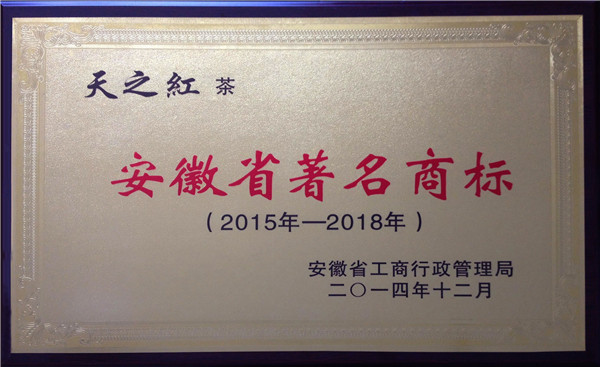 天之紅 茶
安徽省著名商标
（2015年—2018年）
安徽省工商行政管理局
二〇一四年十二月